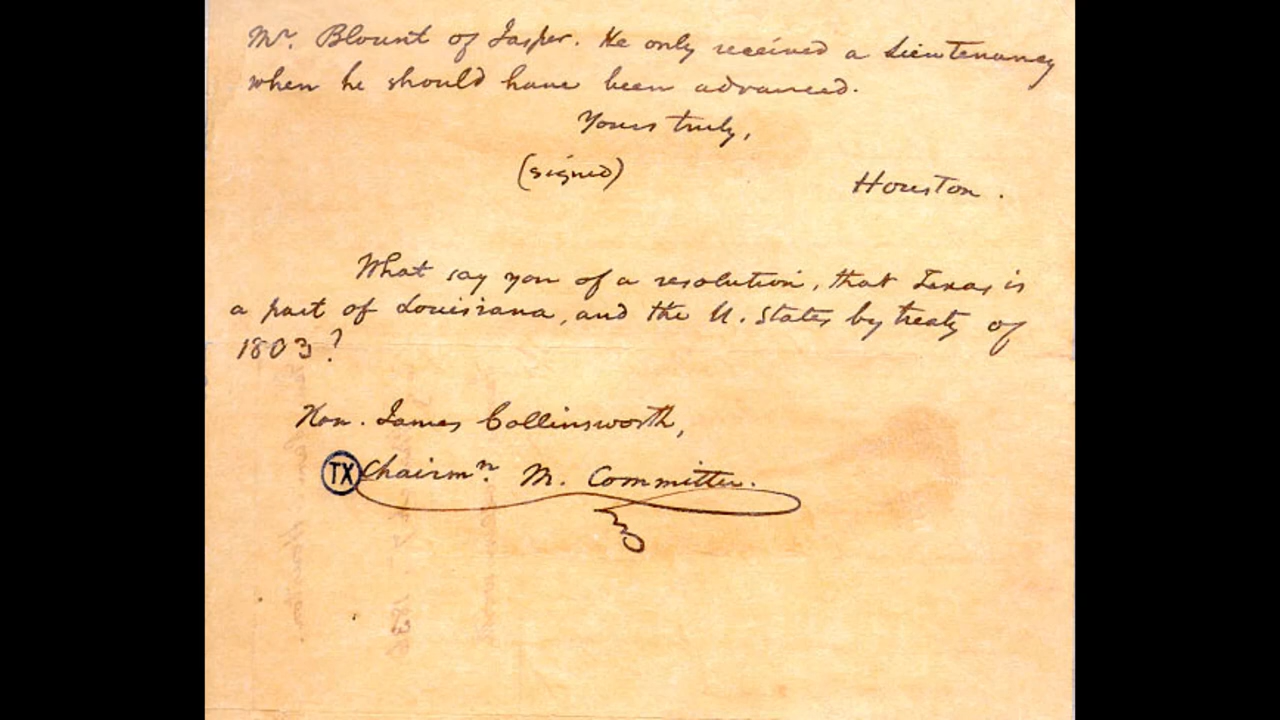 Mr. Blount of Jasper. He only received a Lieutenancy
when he should have been advanced.
Yours truly,
(signed) Houston.
What say you of a resolution, that Texas is
a part of Louisiana, and the U. States by treaty of
1803?
Hon. James Collinsworth,
TX Chairmn. M. Committee.